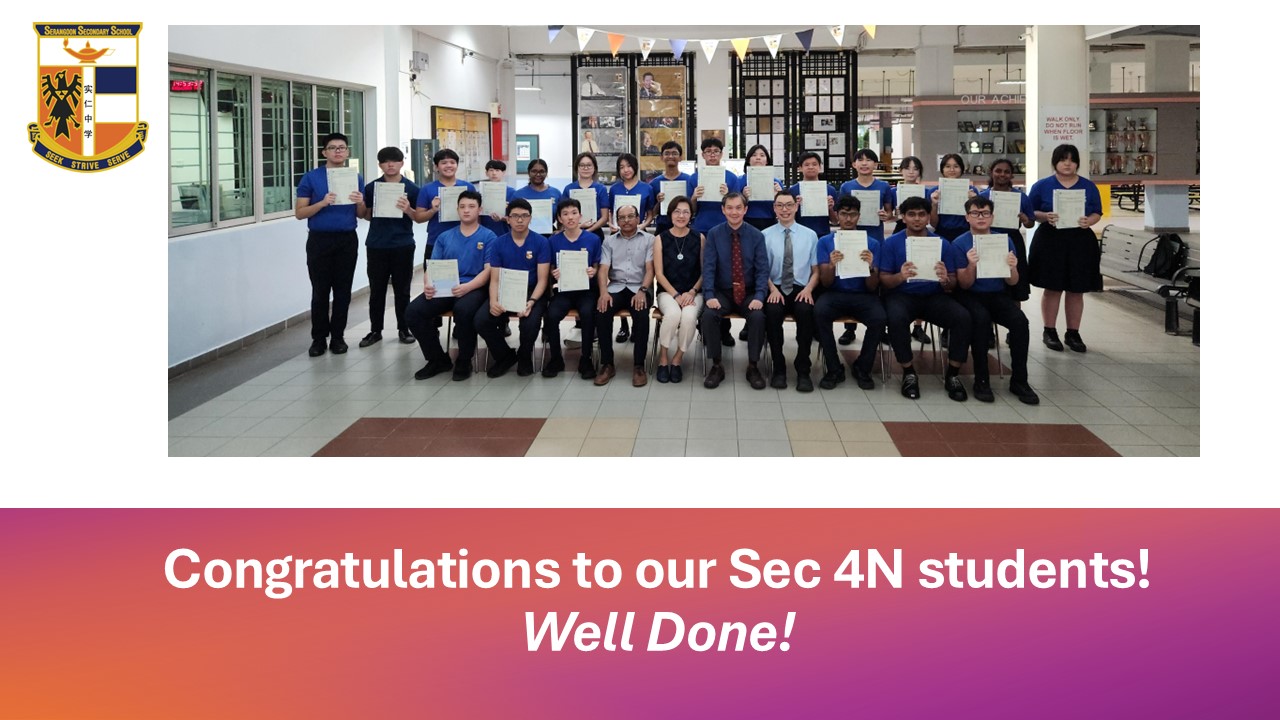 SERANGOON SECONDARY SCHOOL
实
仁
中
学
SEEK STRIVE SERVE
OUR ACHIE
WALK ONLY
DO NOT RUN
WHEN FLOOR
IS WET.
Congratulations to our Sec 4N students!
Well Done!